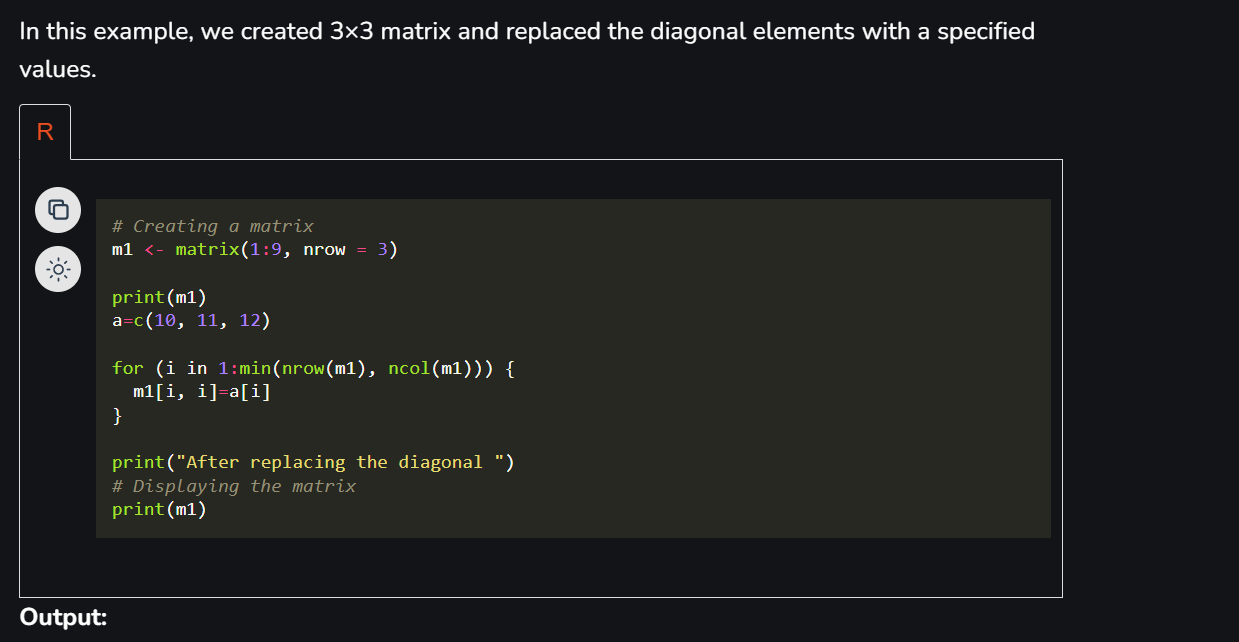 In this example, we created 3×3 matrix and replaced the diagonal elements with a specified
values.
R
# Creating a matrix
m1 <- matrix(1:9, nrow = 3)
print(m1)
a=c(10, 11, 12)
for (i in 1:min(nrow(m1), ncol(m1))) {
  m1[i, i]=a[i]
}
print("After replacing the diagonal ")
# Displaying the matrix
print(m1)
Output: